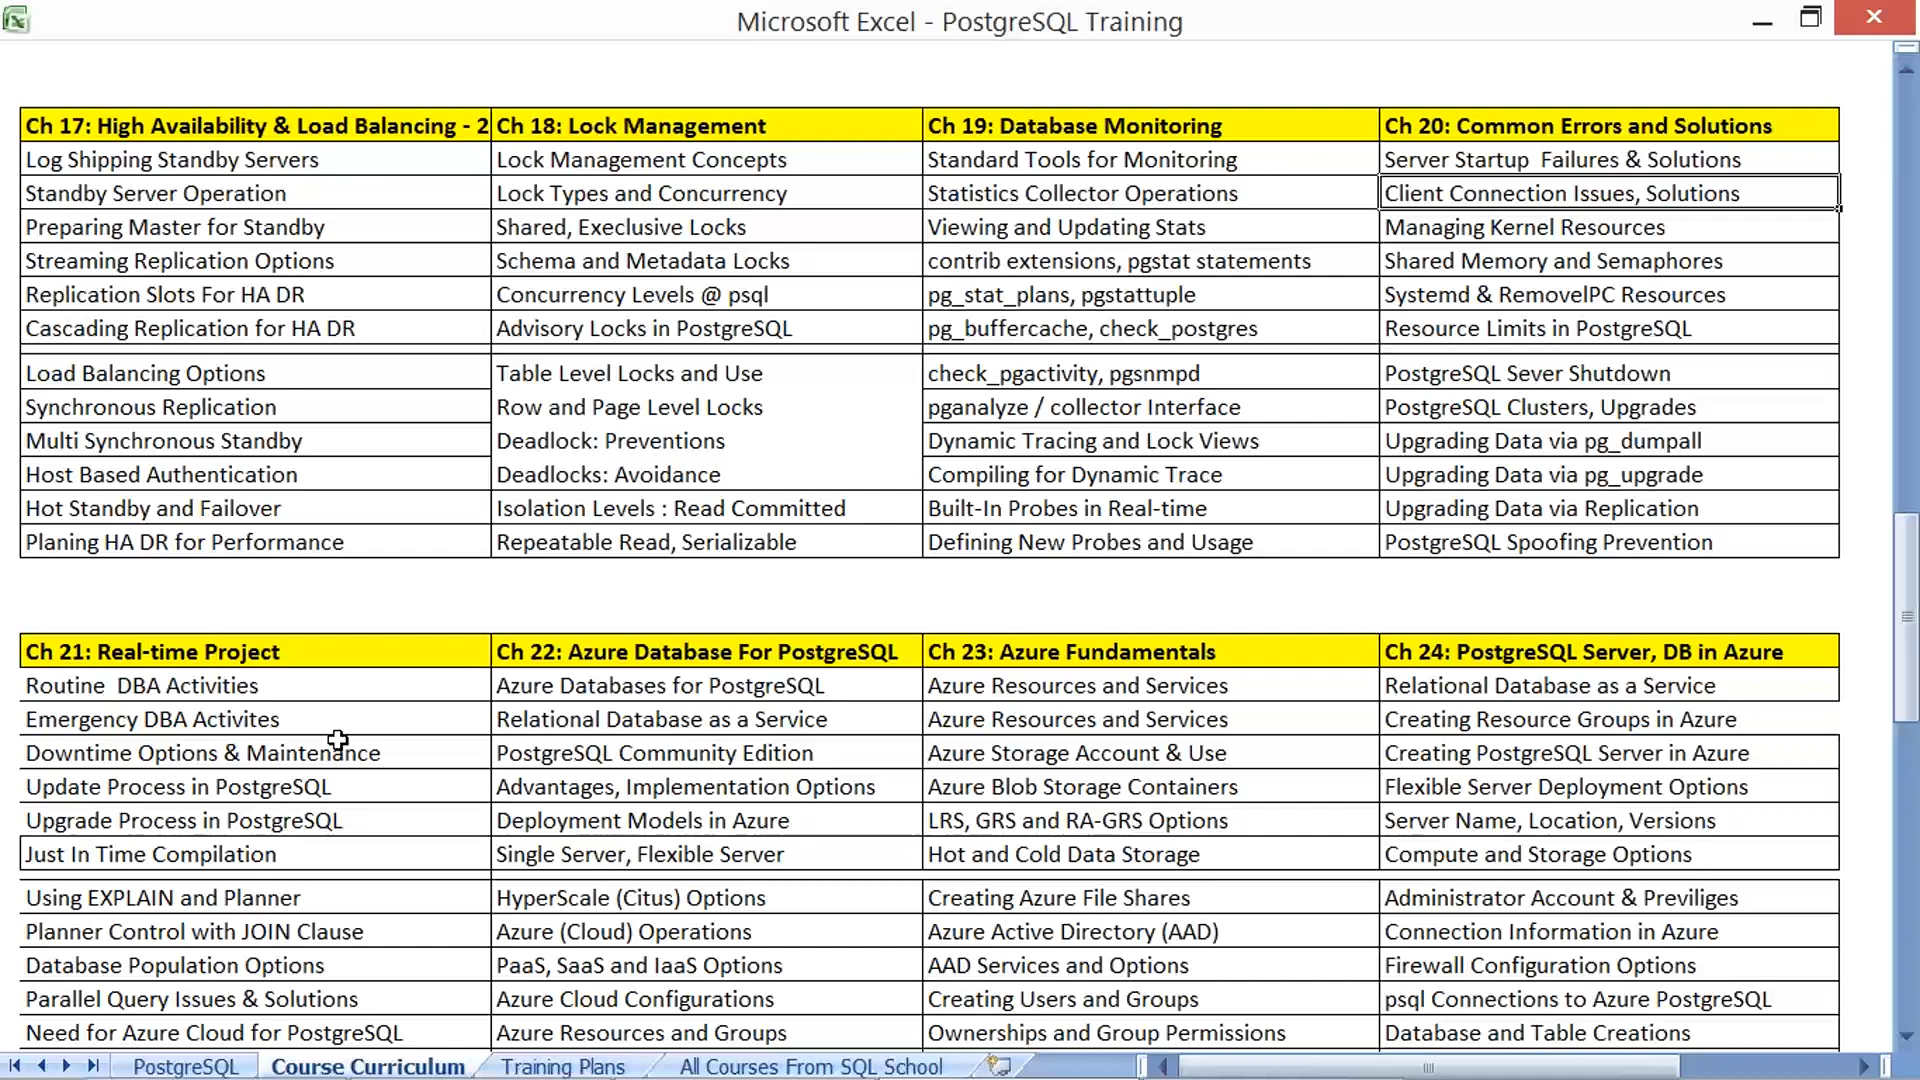 Microsoft Excel - PostgreSQL Training
Ch 17: High Availability & Load Balancing - 2
Log Shipping Standby Servers
Standby Server Operation
Preparing Master for Standby
Streaming Replication Options
Replication Slots For HA DR
Cascading Replication for HA DR
Load Balancing Options
Synchronous Replication
Multi Synchronous Standby
Host Based Authentication
Hot Standby and Failover
Planing HA DR for Performance
Ch 18: Lock Management
Lock Management Concepts
Lock Types and Concurrency
Shared, Execlusive Locks
Schema and Metadata Locks
Concurrency Levels @ psql
Advisory Locks in PostgreSQL
Table Level Locks and Use
Row and Page Level Locks
Deadlock: Preventions
Deadlocks: Avoidance
Isolation Levels : Read Committed
Repeatable Read, Serializable
Ch 19: Database Monitoring
Standard Tools for Monitoring
Statistics Collector Operations
Viewing and Updating Stats
contrib extensions, pgstat statements
pg_stat_plans, pgstattuple
pg_buffercache, check_postgres
check_pgactivity, pgsnmpd
pganalyze / collector Interface
Dynamic Tracing and Lock Views
Compiling for Dynamic Trace
Built-In Probes in Real-time
Defining New Probes and Usage
Ch 20: Common Errors and Solutions
Server Startup  Failures & Solutions
Client Connection Issues, Solutions
Managing Kernel Resources
Shared Memory and Semaphores
Systemd & RemoveIPC Resources
Resource Limits in PostgreSQL
PostgreSQL Sever Shutdown
PostgreSQL Clusters, Upgrades
Upgrading Data via pg_dumpall
Upgrading Data via pg_upgrade
Upgrading Data via Replication
PostgreSQL Spoofing Prevention
Ch 21: Real-time Project
Routine  DBA Activities
Emergency DBA Activites
Downtime Options & Maintenance
Update Process in PostgreSQL
Upgrade Process in PostgreSQL
Just In Time Compilation
Using EXPLAIN and Planner
Planner Control with JOIN Clause
Database Population Options
Parallel Query Issues & Solutions
Need for Azure Cloud for PostgreSQL
Ch 22: Azure Database For PostgreSQL
Azure Databases for PostgreSQL
Relational Database as a Service
PostgreSQL Community Edition
Advantages, Implementation Options
Deployment Models in Azure
Single Server, Flexible Server
HyperScale (Citus) Options
Azure (Cloud) Operations
PaaS, SaaS and IaaS Options
Azure Cloud Configurations
Azure Resources and Groups
Ch 23: Azure Fundamentals
Azure Resources and Services
Azure Resources and Services
Azure Storage Account & Use
Azure Blob Storage Containers
LRS, GRS and RA-GRS Options
Hot and Cold Data Storage
Creating Azure File Shares
Azure Active Directory (AAD)
AAD Services and Options
Creating Users and Groups
Ownerships and Group Permissions
Ch 24: PostgreSQL Server, DB in Azure
Relational Database as a Service
Creating Resource Groups in Azure
Creating PostgreSQL Server in Azure
Flexible Server Deployment Options
Server Name, Location, Versions
Compute and Storage Options
Administrator Account & Previliges
Connection Information in Azure
Firewall Configuration Options
psql Connections to Azure PostgreSQL
Database and Table Creations
PostgreSQL
Course Curriculum
Training Plans
All Courses From SQL School